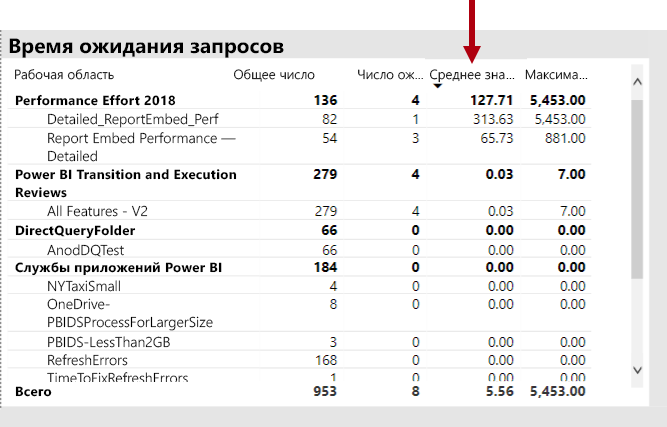 Время ожидания запросов
Рабочая область Общее число Число ож... Среднее зна... Максима...
Performance Effort 2018 136 4 127.71 5,453.00
Detailed_ReportEmbed_Perf 82 1 313.63 5,453.00
Report Embed Performance — 54 3 65.73 881.00
Detailed
Power BI Transition and Execution 279 4 0.03 7.00
Reviews
All Features - V2 279 4 0.03 7.00
DirectQueryFolder 66 0 0.00 0.00
AnodDQTest 66 0 0.00 0.00
Службы приложений Power BI 184 0 0.00 0.00
NYTaxiSmall 4 0 0.00 0.00
OneDrive- 8 0 0.00 0.00
PBIDSProcessForLargerSize
PBIDS-LessThan2GB 3 0 0.00 0.00
RefreshErrors 168 0 0.00 0.00
TimeToFixRefreshErrors 1 0 0.00 0.00
Всего 953 8 5.56 5,453.00